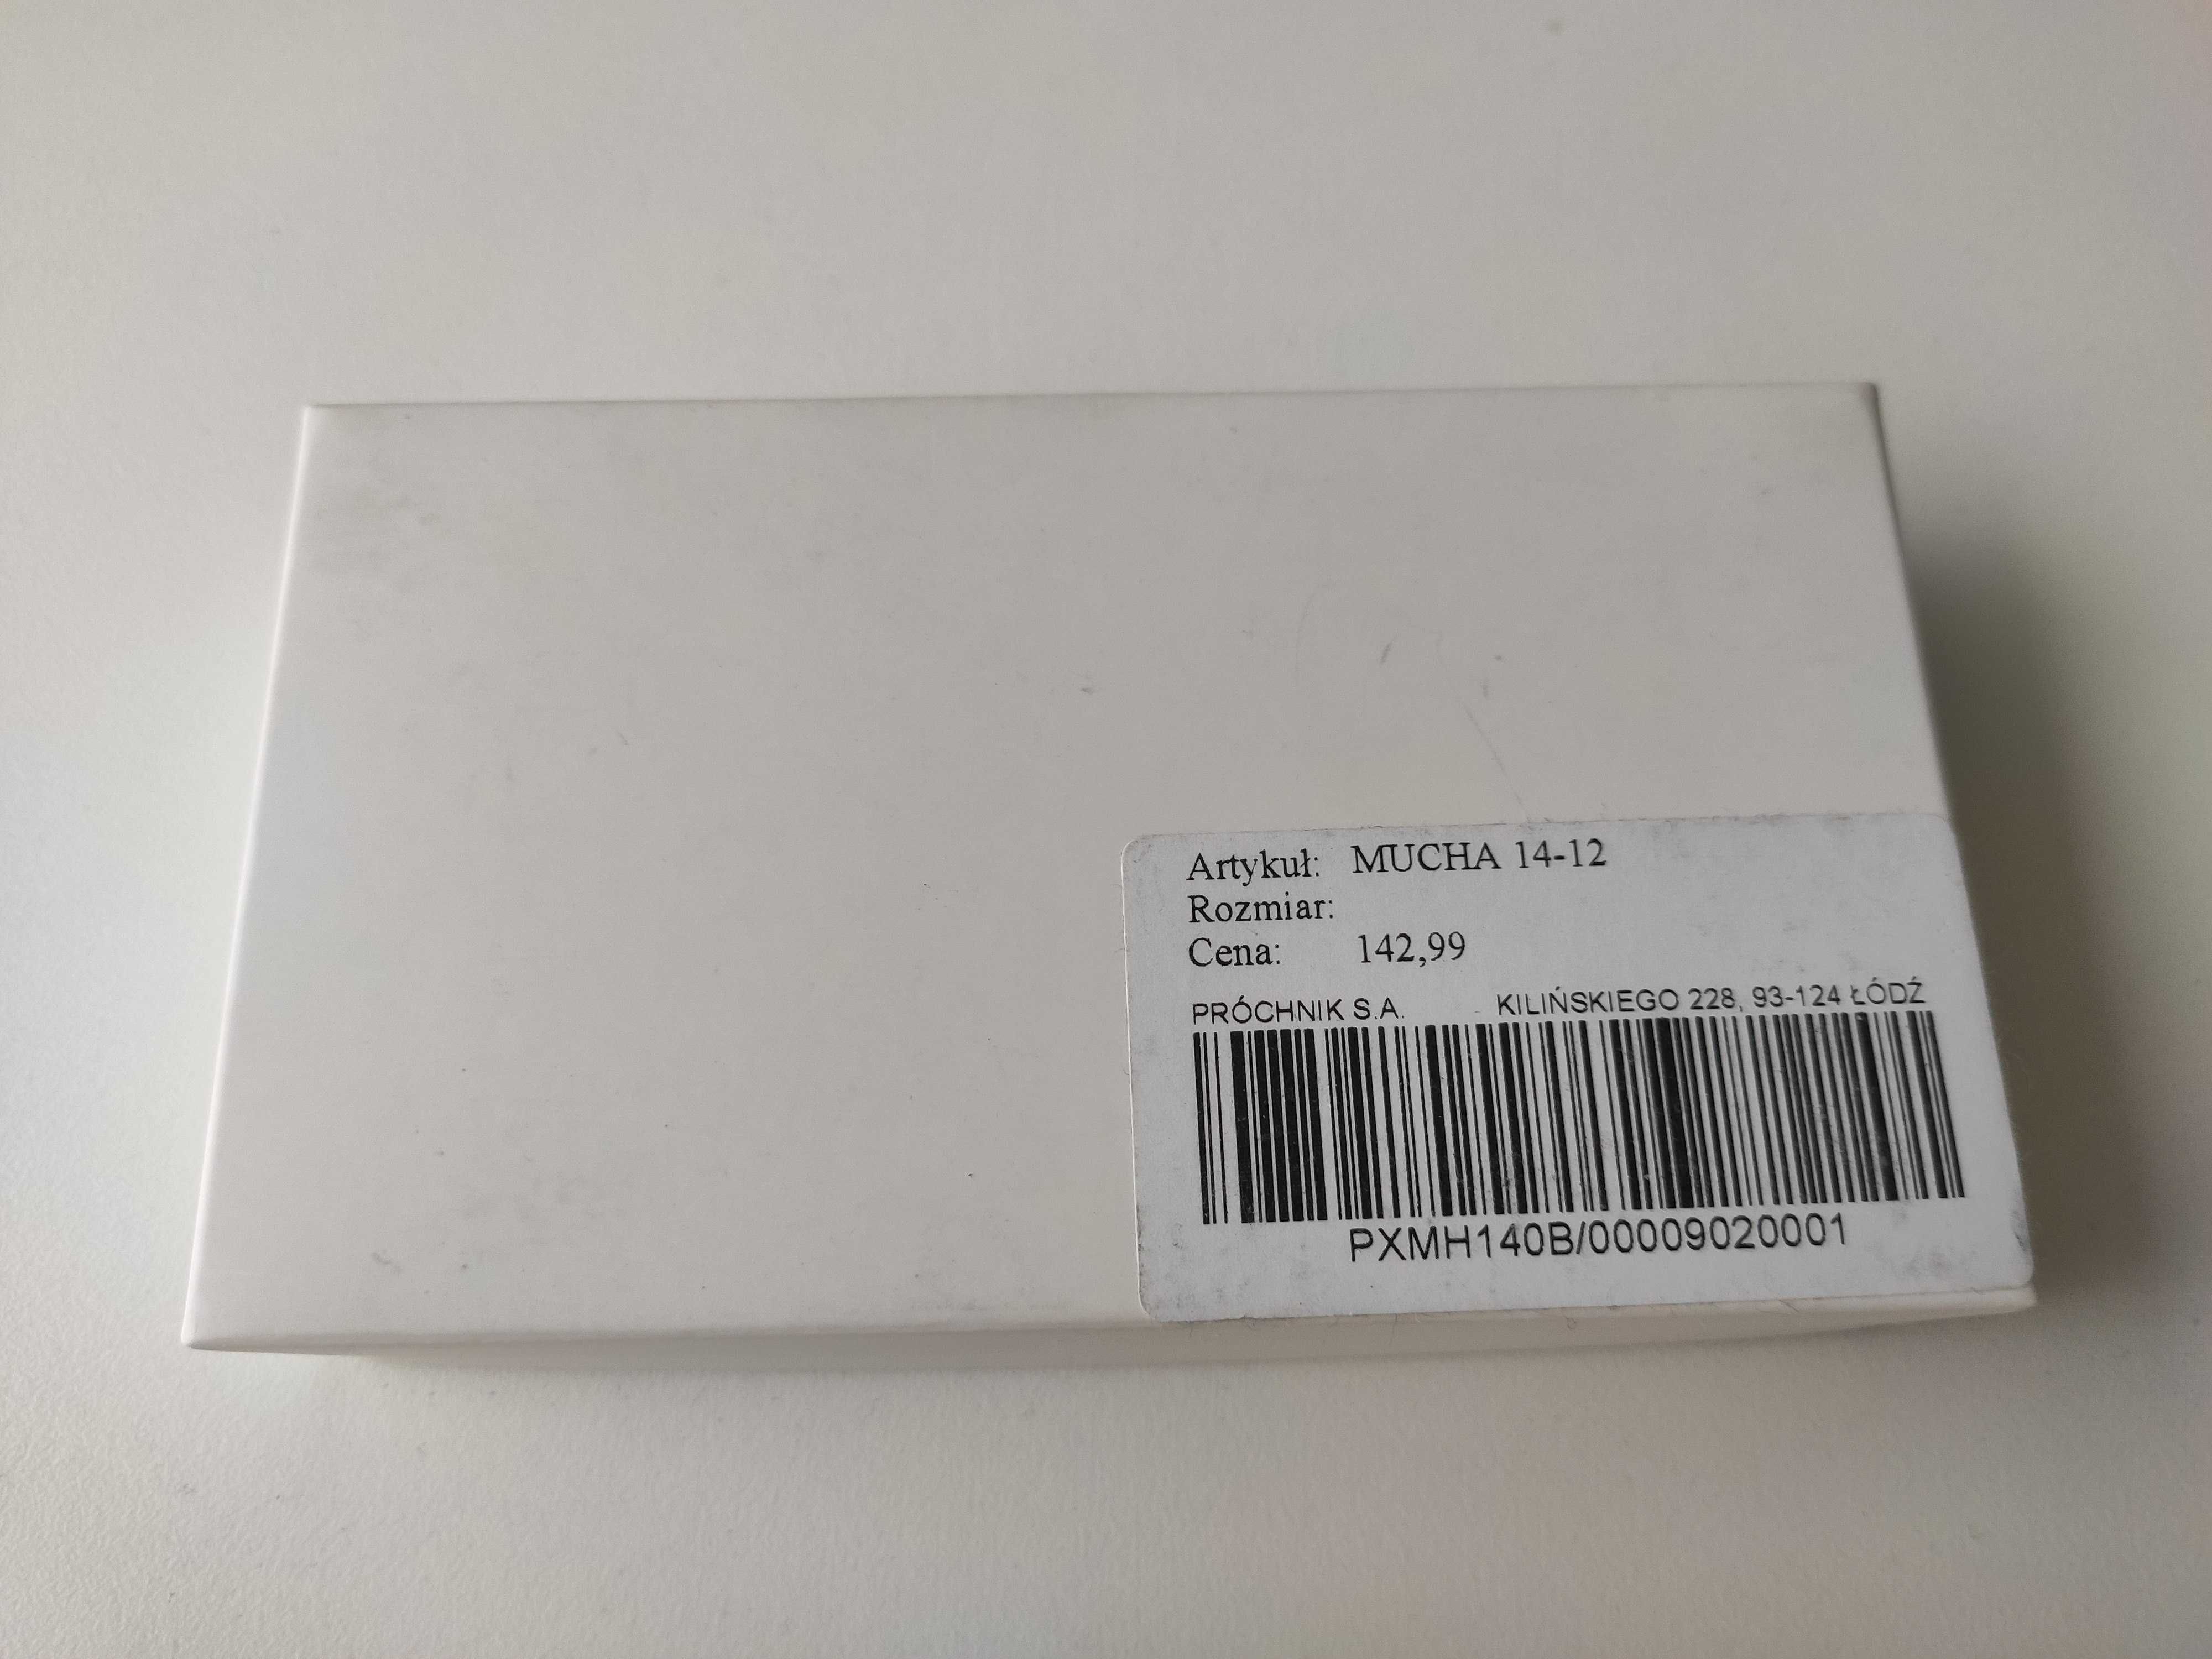 Artykuł: MUCHA 14-12
Rozmiar:
Cena: 142,99
PRÓCHNIK S.A. KILIŃSKIEGO 228, 93-124 ŁÓDŹ
PXMH140B/00009020001